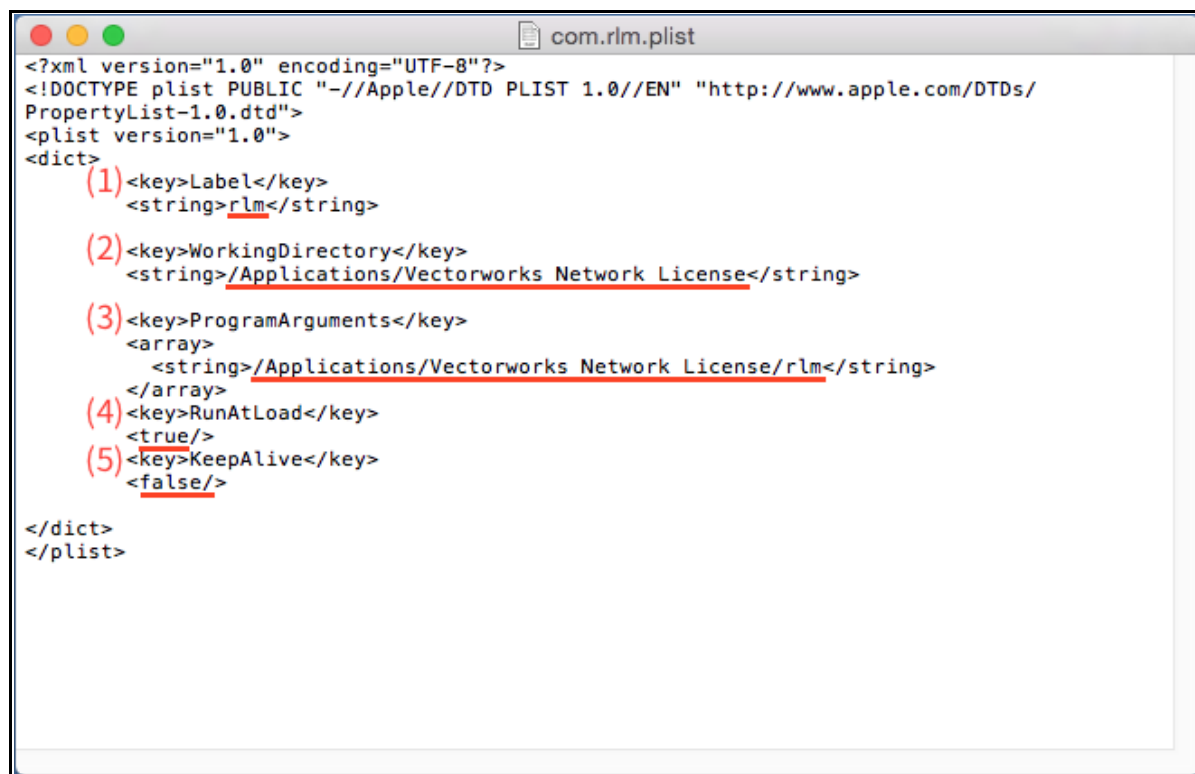 com.rlm.plist
<?xml version="1.0" encoding="UTF-8"?>
<!DOCTYPE plist PUBLIC "-//Apple//DTD PLIST 1.0//EN" "http://www.apple.com/DTDs/
PropertyList-1.0.dtd">
<plist version="1.0">
<dict>
(1) <key>Label</key>
<string>rlm</string>
(2) <key>WorkingDirectory</key>
<string>/Applications/Vectorworks Network License</string>
(3) <key>ProgramArguments</key>
<array>
<string>/Applications/Vectorworks Network License/rlm</string>
</array>
(4) <key>RunAtLoad</key>
<true/>
(5) <key>KeepAlive</key>
<false/>
</dict>
</plist>